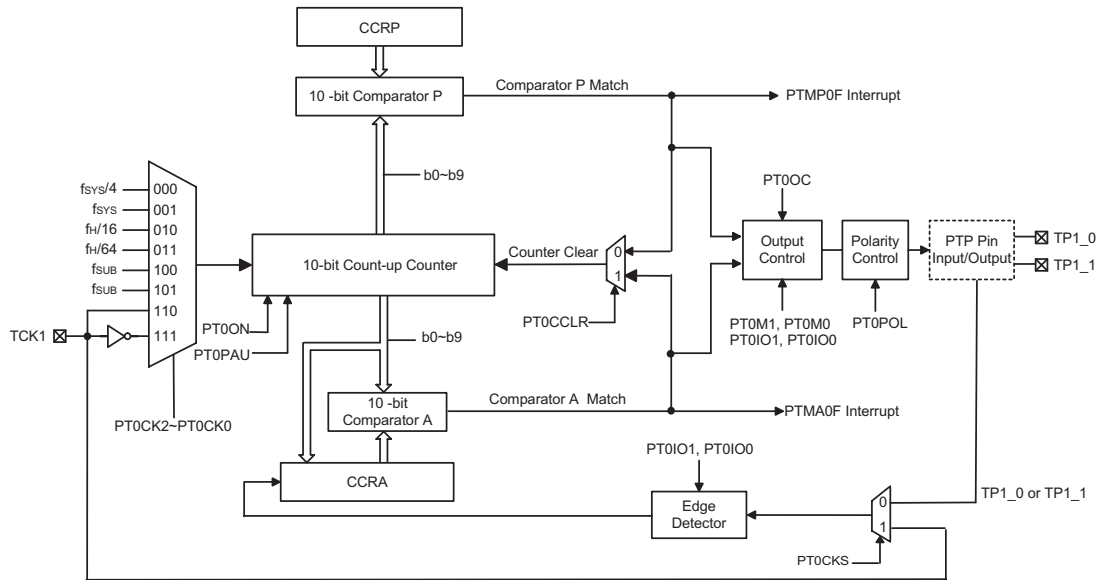 CCRP
10 -bit Comparator P
Comparator P Match
PTMP0F Interrupt
b0~b9
fSYS/4
000
fSYS
001
fH/16
010
fH/64
011
fSUB
100
fSUB
101
110
111
TCK1
PT0CK2~PT0CK0
10-bit Count-up Counter
PT0ON
PT0PAU
Counter Clear
0
1
PT0CCLR
PT0OC
Output
Control
PT0M1, PT0M0
PT0IO1, PT0IO0
Polarity
Control
PT0POL
PTP Pin
Input/Output
TP1_0
TP1_1
b0~b9
10 -bit
Comparator A
Comparator A Match
PTMA0F Interrupt
CCRA
PT0IO1, PT0IO0
Edge
Detector
0
1
TP1_0 or TP1_1
PT0CKS